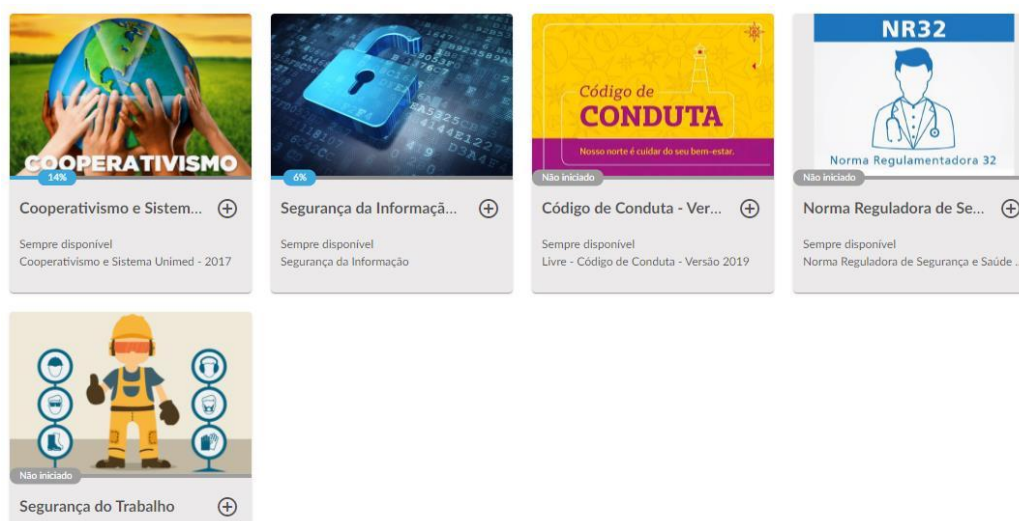 COOPERATIVISMO
14%
Cooperativismo e Sistem...
Sempre disponível
Cooperativismo e Sistema Unimed - 2017
6%
Segurança da Informaçã...
Sempre disponível
Segurança da Informação
Código de
CONDUTA
Nosso norte é cuidar do seu bem-estar.
Não iniciado
Código de Conduta - Ver...
Sempre disponível
Livre - Código de Conduta - Versão 2019
NR32
Norma Regulamentadora 32
Não iniciado
Norma Reguladora de Se...
Sempre disponível
Norma Reguladora de Segurança e Saúde ...
Não iniciado
Segurança do Trabalho